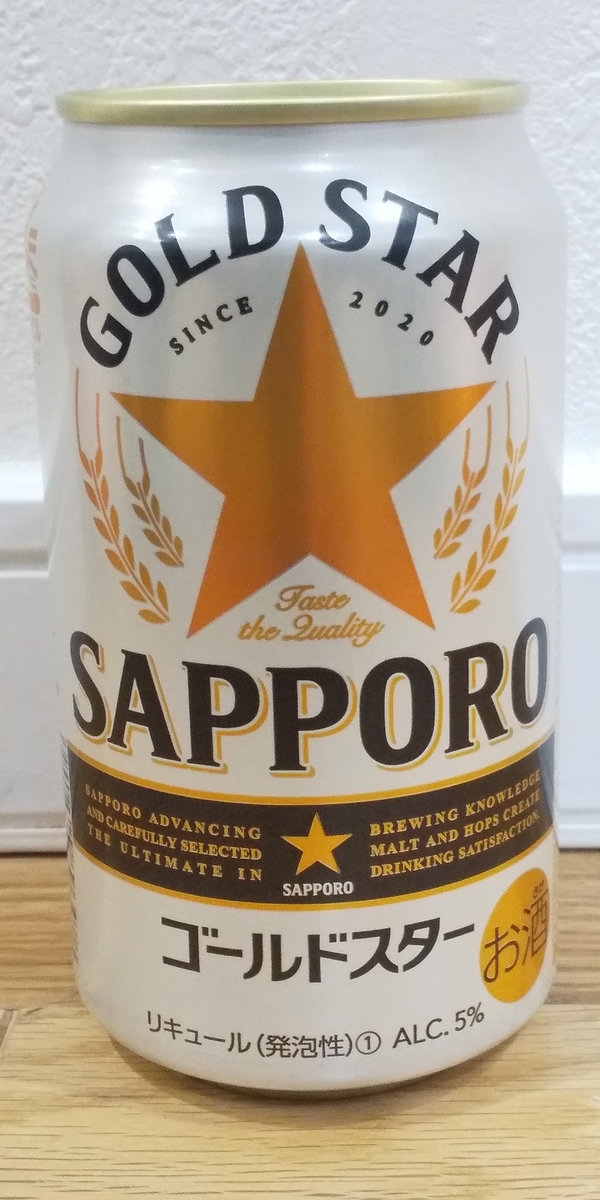 GOLD STAR
SINCE 2020
Taste
the Quality
SAPPORO
SAPPORO ADVANCING
AND CAREFULLY SELECTED
THE ULTIMATE IN
BREWING KNOWLEDGE
MALT AND HOPS CREATE
DRINKING SATISFACTION.
SAPPORO
ゴールドスター
さけ
お酒
リキュール(発泡性)① ALC.5%